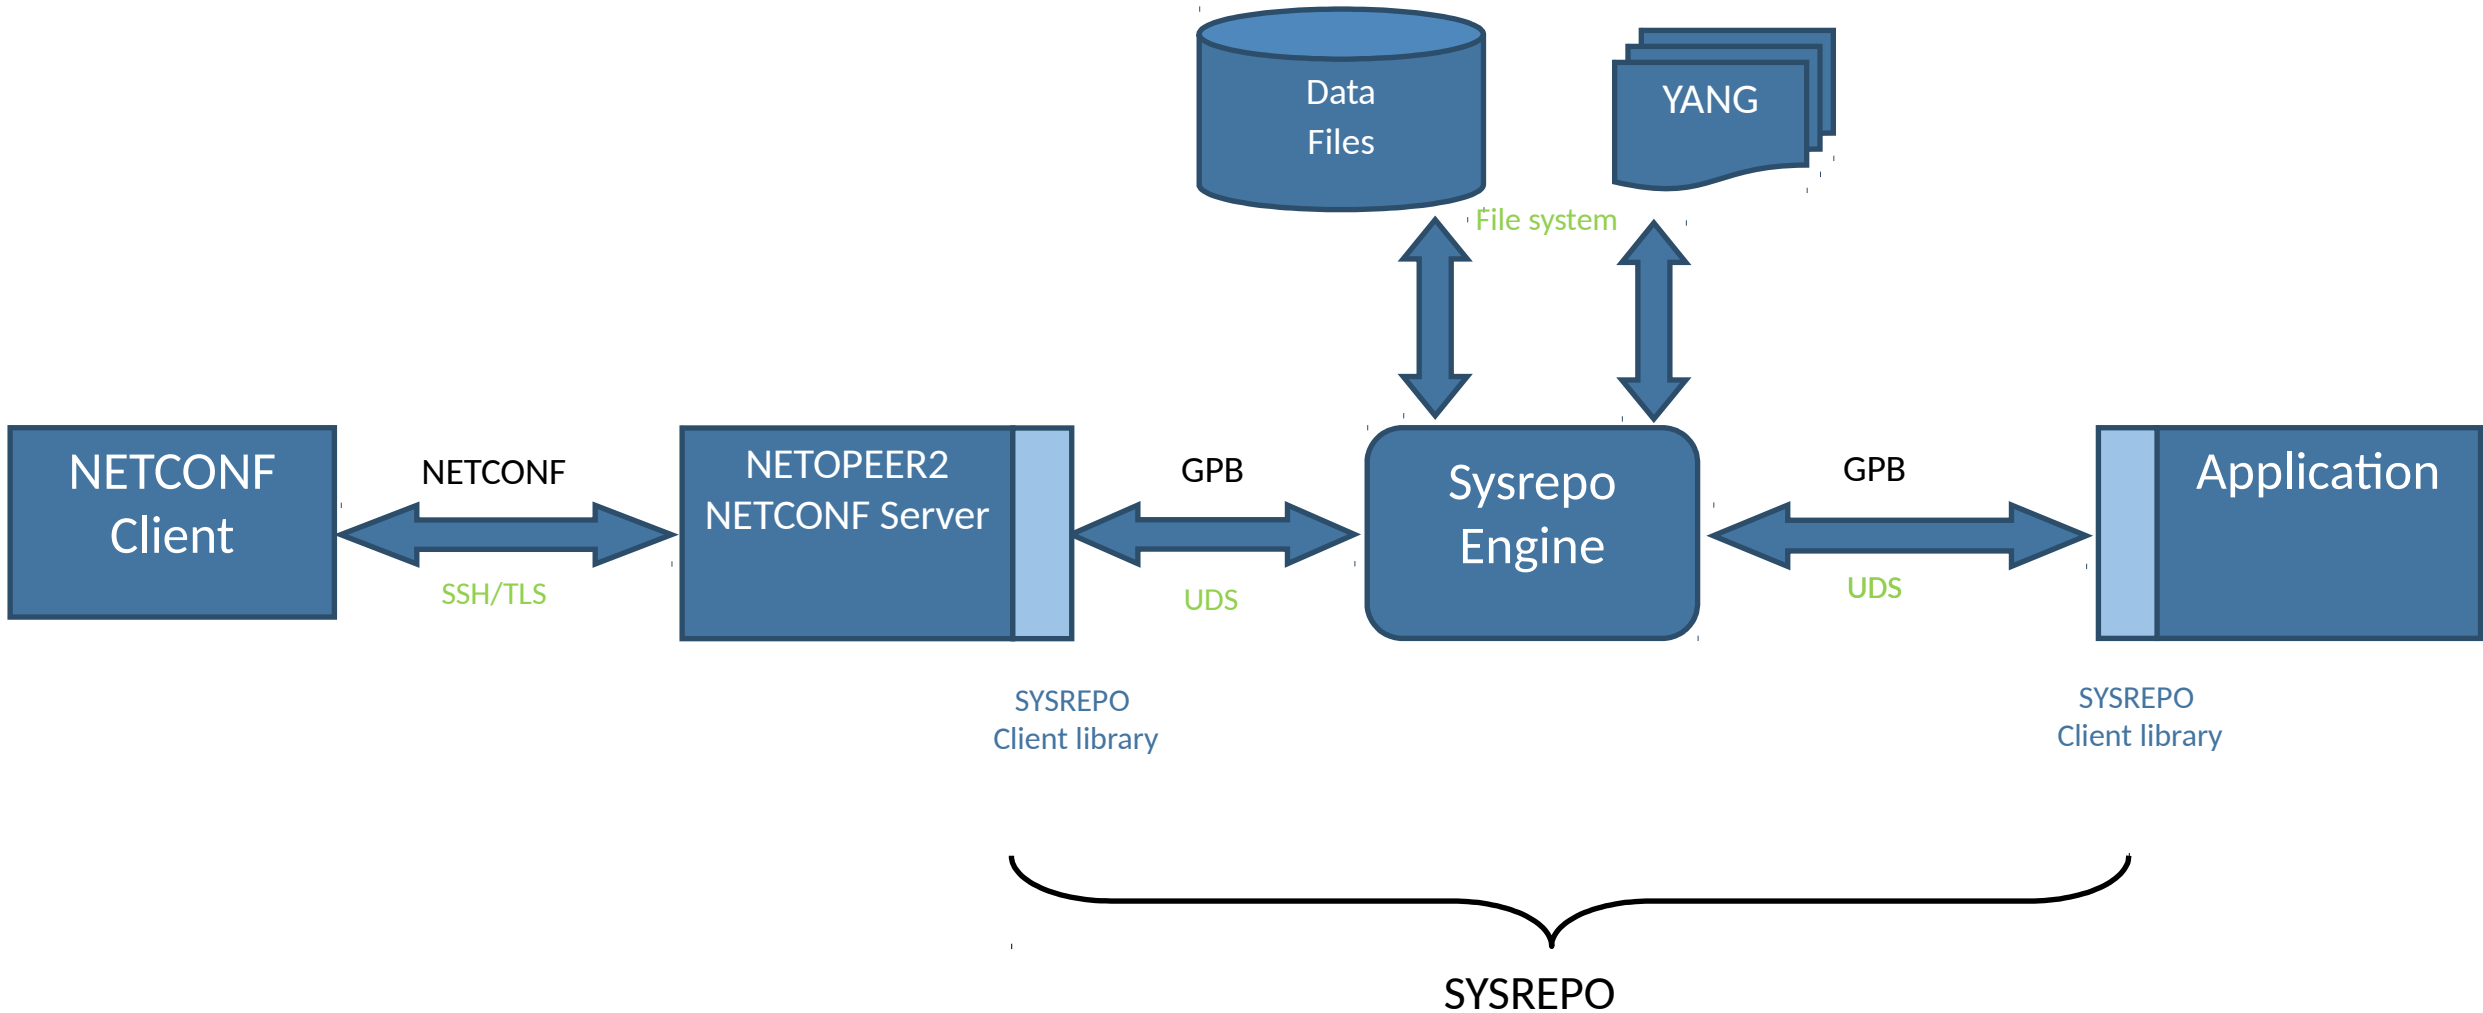 Data
Files
YANG
File system
NETCONF
Client
NETCONF
SSH/TLS
NETOPEER2
NETCONF Server
GPB
UDS
Sysrepo
Engine
GPB
UDS
Application
SYSREPO
Client library
SYSREPO
Client library
SYSREPO